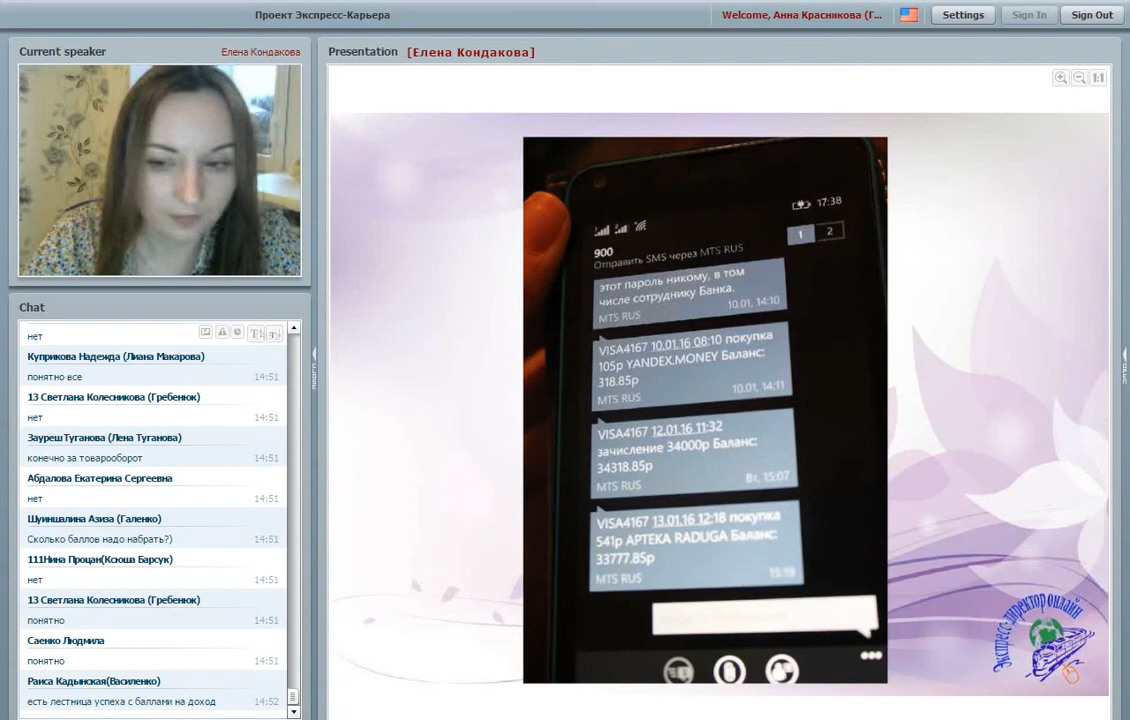 Проект Экспресс-Карьера
Welcome, Анна Красникова (Г...
Settings
Sign In
Sign Out
Current speaker
Елена Кондакова
Presentation [Елена Кондакова]
1:1
17:38
900
Отправить SMS через MTS RUS
1 2
этот пароль никому, в том
числе сотруднику Банка.
MTS RUS 10.01, 14:10
VISA4167 10.01.16 08:10 покупка
105р YANDEX.MONEY Баланс:
318.85р
MTS RUS 10.01, 14:11
VISA4167 12.01.16 11:32
зачисление 34000р Баланс:
34318.85р
MTS RUS Вт, 15:07
VISA4167 13.01.16 12:18 покупка
541р APTEKA RADUGA Баланс:
33777.85р
MTS RUS 15:18
Экспресс-директор онлайн
Chat
нет
Куприкова Надежда (Лиана Макарова)
понятно все 14:51
13 Светлана Колесникова (Гребенюк)
нет 14:51
Зауреш Туганова (Лена Туганова)
конечно за товарооборот 14:51
Абдалова Екатерина Сергеевна
нет 14:51
Шуиншалина Азиза (Галенко)
Сколько баллов надо набрать?) 14:51
111Нина Процан(Ксюша Барсук)
нет 14:51
13 Светлана Колесникова (Гребенюк)
понятно 14:51
Саенко Людмила
понятно 14:51
Раиса Кадынская(Василенко)
есть лестница успеха с баллами на доход 14:52